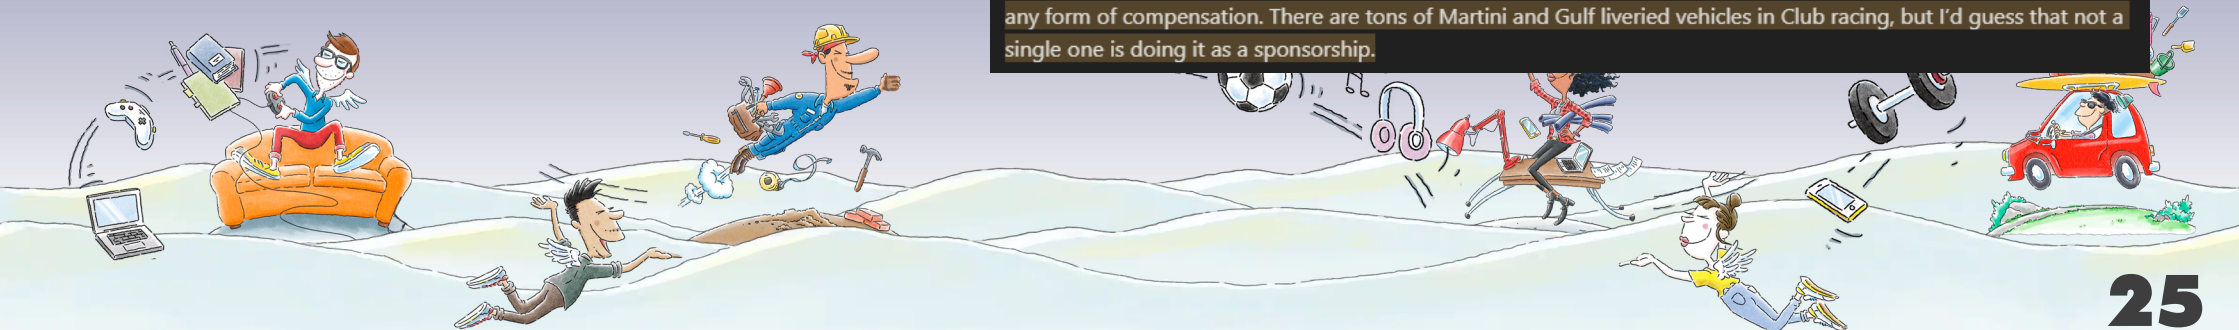 any form of compensation. There are tons of Martini and Gulf liveried vehicles in Club racing, but I'd guess that not a
single one is doing it as a sponsorship.
25